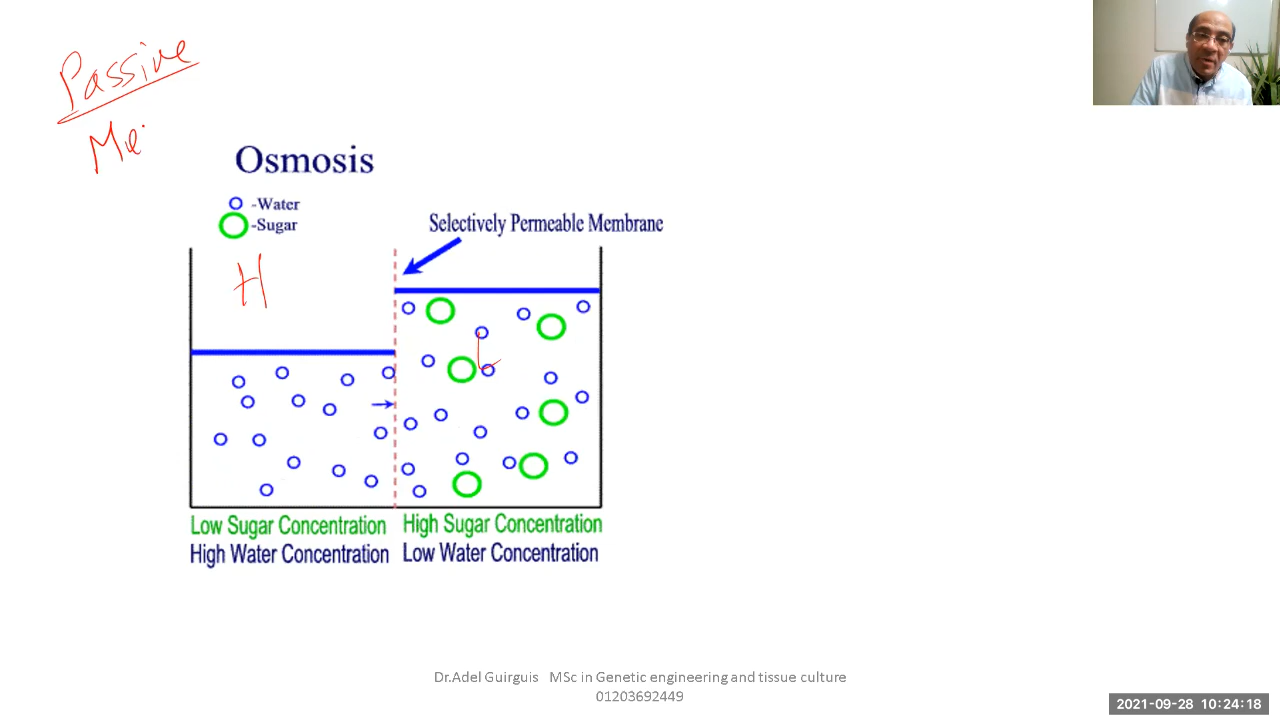 Passive
Me
Osmosis
-Water
-Sugar
Selectively Permeable Membrane
H
L
Low Sugar Concentration
High Sugar Concentration
High Water Concentration
Low Water Concentration
Dr.Adel Guirguis MSc in Genetic engineering and tissue culture
01203692449
2021-09-28 10:24:18